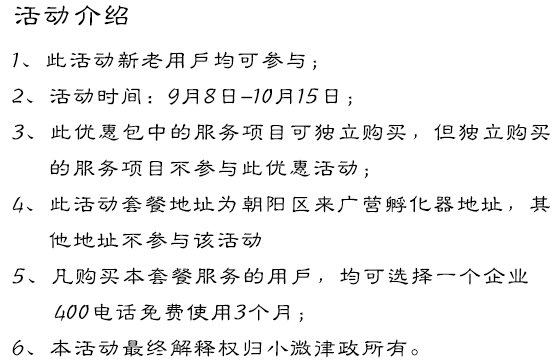 活动介绍
1、此活动新老用户均可参与；
2、活动时间：9月8日-10月15日；
3、此优惠包中的服务项目可独立购买，但独立购买
的服务项目不参与此优惠活动；
4、此活动套餐地址为朝阳区来广营孵化器地址，其
他地址不参与该活动
5、凡购买本套餐服务的用户，均可选择一个企业
400电话免费使用3个月；
6、本活动最终解释权归小微律政所有。